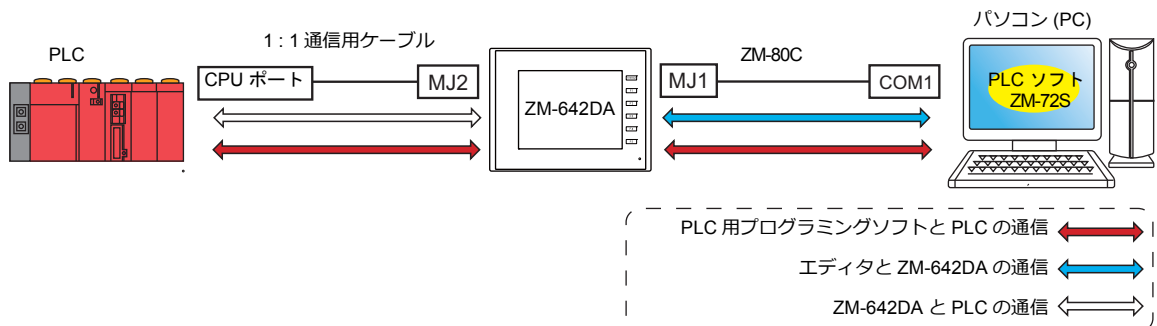 パソコン (PC)
PLC
1 : 1 通信用ケーブル
ZM-80C
CPU ポート
MJ2
ZM-642DA
MJ1
COM1
PLC ソフト
ZM-72S
PLC 用プログラミングソフトと PLC の通信
エディタと ZM-642DA の通信
ZM-642DA と PLC の通信